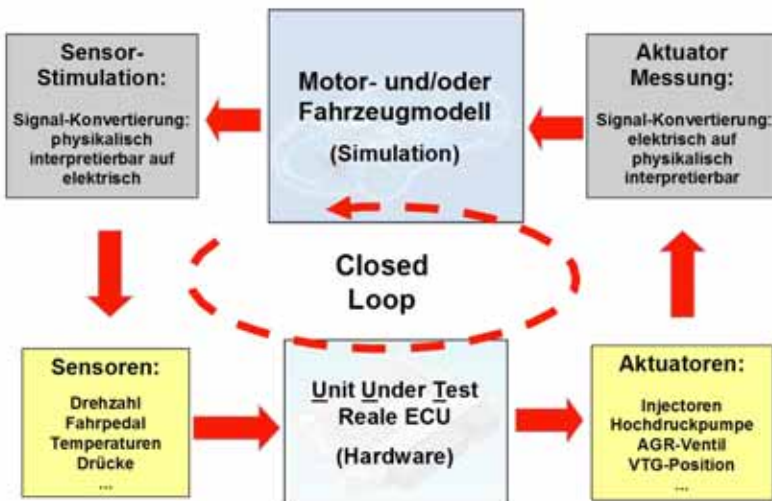 Sensor-
Stimulation:
Signal-Konvertierung:
physikalisch
interpretierbar auf
elektrisch
Motor- und/oder
Fahrzeugmodell
(Simulation)
Aktuator
Messung:
Signal-Konvertierung:
elektrisch auf
physikalisch
interpretierbar
Closed
Loop
Sensoren:
Drehzahl
Fahrpedal
Temperaturen
Drücke
...
Unit Under Test
Reale ECU
(Hardware)
Aktuatoren:
Injectoren
Hochdruckpumpe
AGR-Ventil
VTG-Position
...